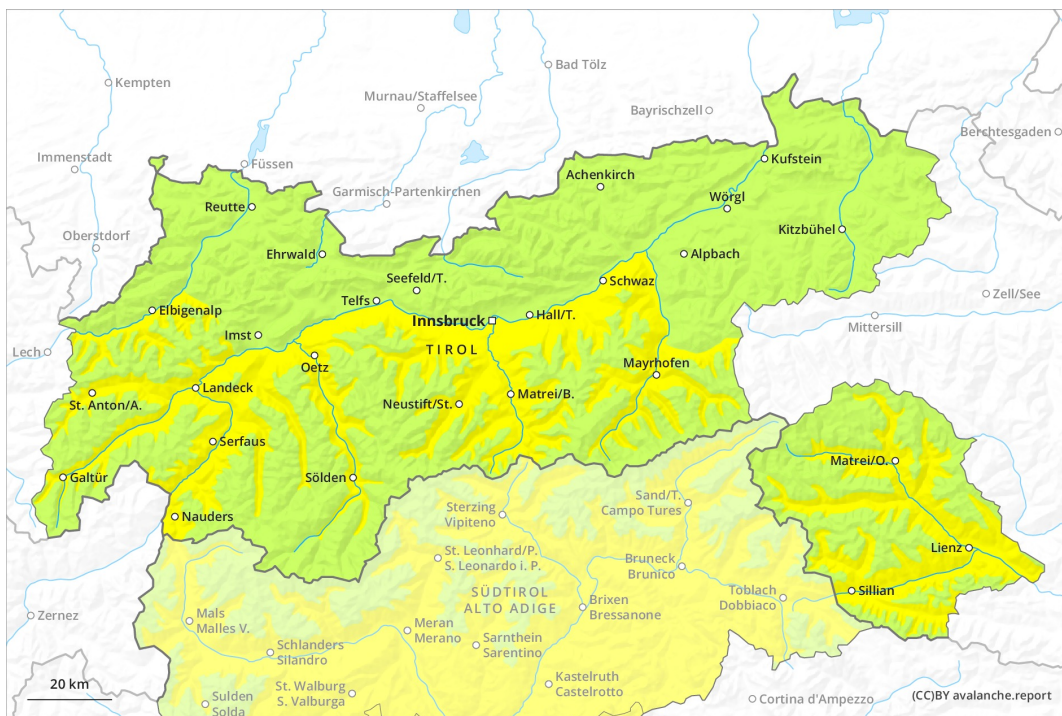 Kempten
Bad Tölz
Murnau/Staffelsee
Bayrischzell
Berchtesgaden
Immenstadt
Füssen
Kufstein
Achenkirch
Garmisch-Partenkirchen
Reutte
Wörgl
Oberstdorf
Kitzbühel
Ehrwald
Alpbach
Seefeld/T.
Schwaz
Zell/See
Telfs
Elbigenalp
Hall/T.
Innsbruck
Mittersill
Imst
TIROL
Lech
Oetz
Mayrhofen
Landeck
St. Anton/A.
Matrei/B.
Neustift/St.
Serfaus
Matrei/O.
Galtür
Sölden
Sand/T.
Campo Tures
Sterzing
Vipiteno
Nauders
Lienz
St. Leonhard/P.
S. Leonardo i. P.
Bruneck
Brunico
SÜDTIROL
ALTO ADIGE
Toblach
Dobbiaco
Sillian
Zernez
Mals
Malles V.
Brixen
Bressanone
Meran
Merano
Schlanders
Silandro
Sarnthein
Sarentino
Kastelruth
Castelrotto
20 km
St. Walburg
S. Valburga
Sulden
Solda
Cortina d'Ampezzo
(CC)BY avalanche.report